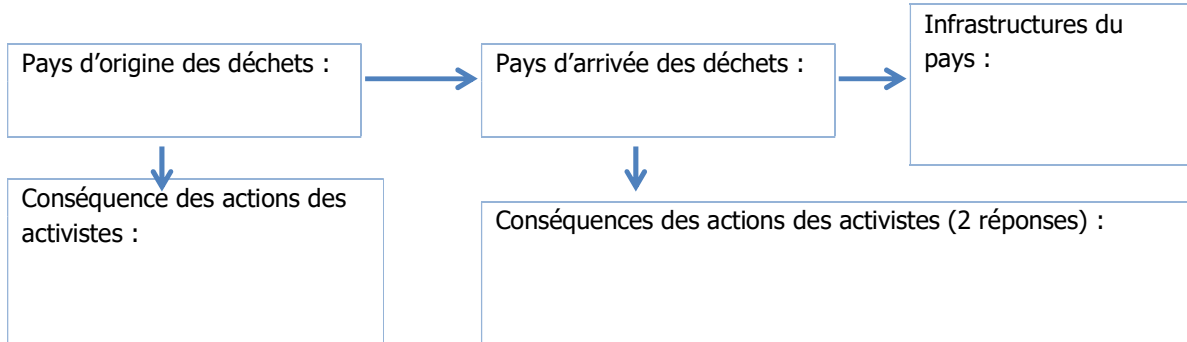 Pays d’origine des déchets :
Pays d’arrivée des déchets :
Infrastructures du
pays :
Conséquence des actions des
activistes :
Conséquences des actions des activistes (2 réponses) :